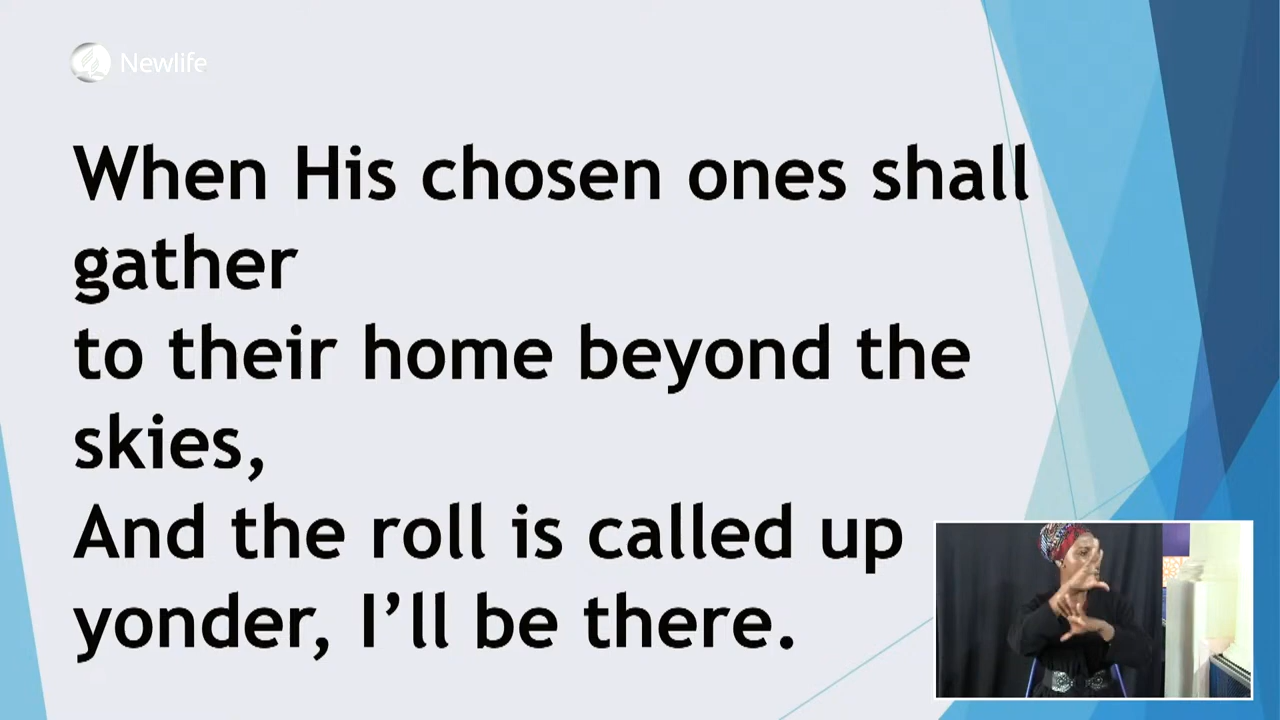 Newlife
When His chosen ones shall
gather
to their home beyond the
skies,
And the roll is called up
yonder, I’ll be there.